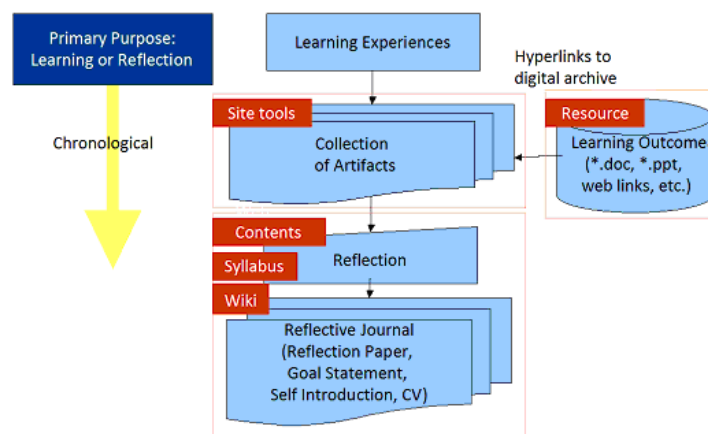 Primary Purpose:
Learning or Reflection
Learning Experiences
Hyperlinks to
digital archive
Chronological
Site tools
Collection
of Artifacts
Resource
Learning Outcome
(*.doc, *.ppt,
web links, etc.)
Contents
Syllabus
Reflection
Wiki
Reflective Journal
(Reflection Paper,
Goal Statement,
Self Introduction, CV)